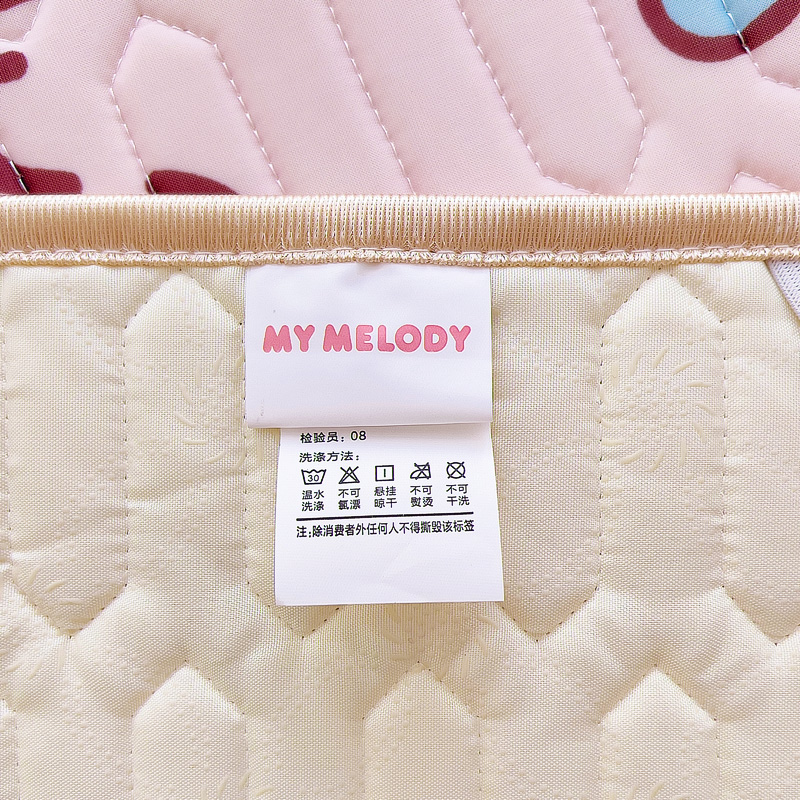 MY MELODY
检验员：08
洗涤方法：
30
温水 不可 悬挂 不可 不可
洗涤 氯漂 晾干 熨烫 干洗
注：除消费者外任何人不得撕毁该标签